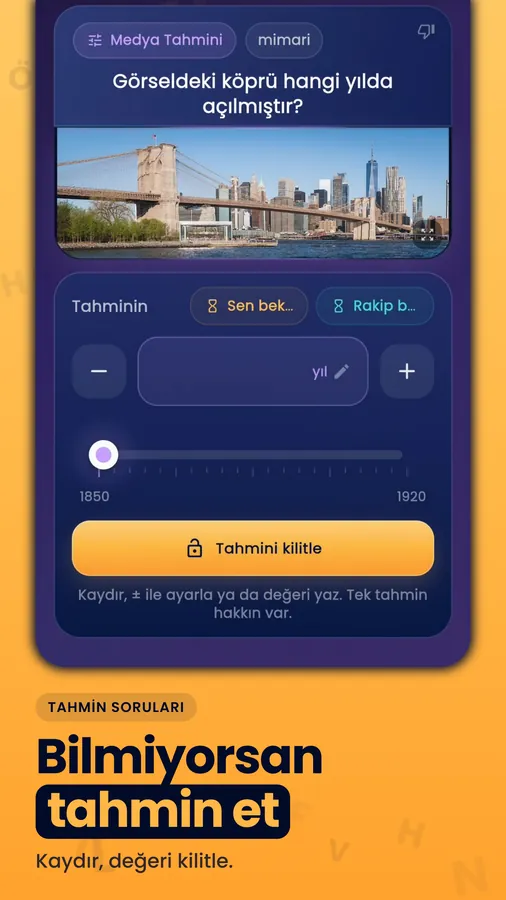 Medya Tahmini
mimari
Görseldeki köprü hangi yılda
açılmıştır?
Tahminin
Sen bek...
Rakip b...
yıl
1850
1920
Tahmini kilitle
Kaydır, ± ile ayarla ya da değeri yaz. Tek tahmin
hakkın var.
TAHMİN SORULARI
Bilmiyorsan
tahmin et
Kaydır, değeri kilitle.